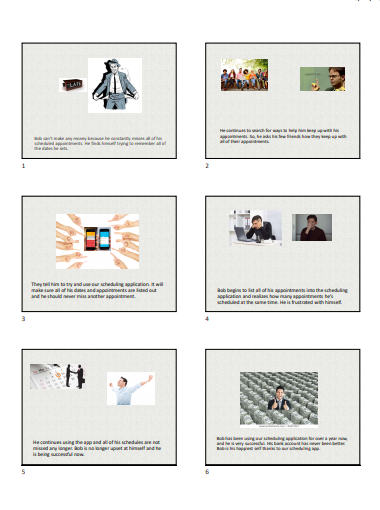 LATE
Bob can't make any money because he constantly misses all of his
scheduled appointments. He finds himself trying to remember all of
the dates he sets.
1
He continues to search for ways to help him keep up with his
appointments. So, he asks his few friends how they keep up with
all of their appointments.
2
They tell him to try and use our scheduling application. It will
make sure all of his dates and appointments are listed out
and he should never miss another appointment.
3
Bob begins to list all of his appointments into the scheduling
application and realizes how many appointments he's
scheduled at the same time. He is frustrated with himself.
4
He continues using the app and all of his schedules are not
missed any longer. Bob is no longer upset at himself and he
is being successful now.
5
Bob has been using our scheduling application for over a year now,
and he is very successful. His bank account has never been better.
Bob is his happiest self thanks to our scheduling app.
6